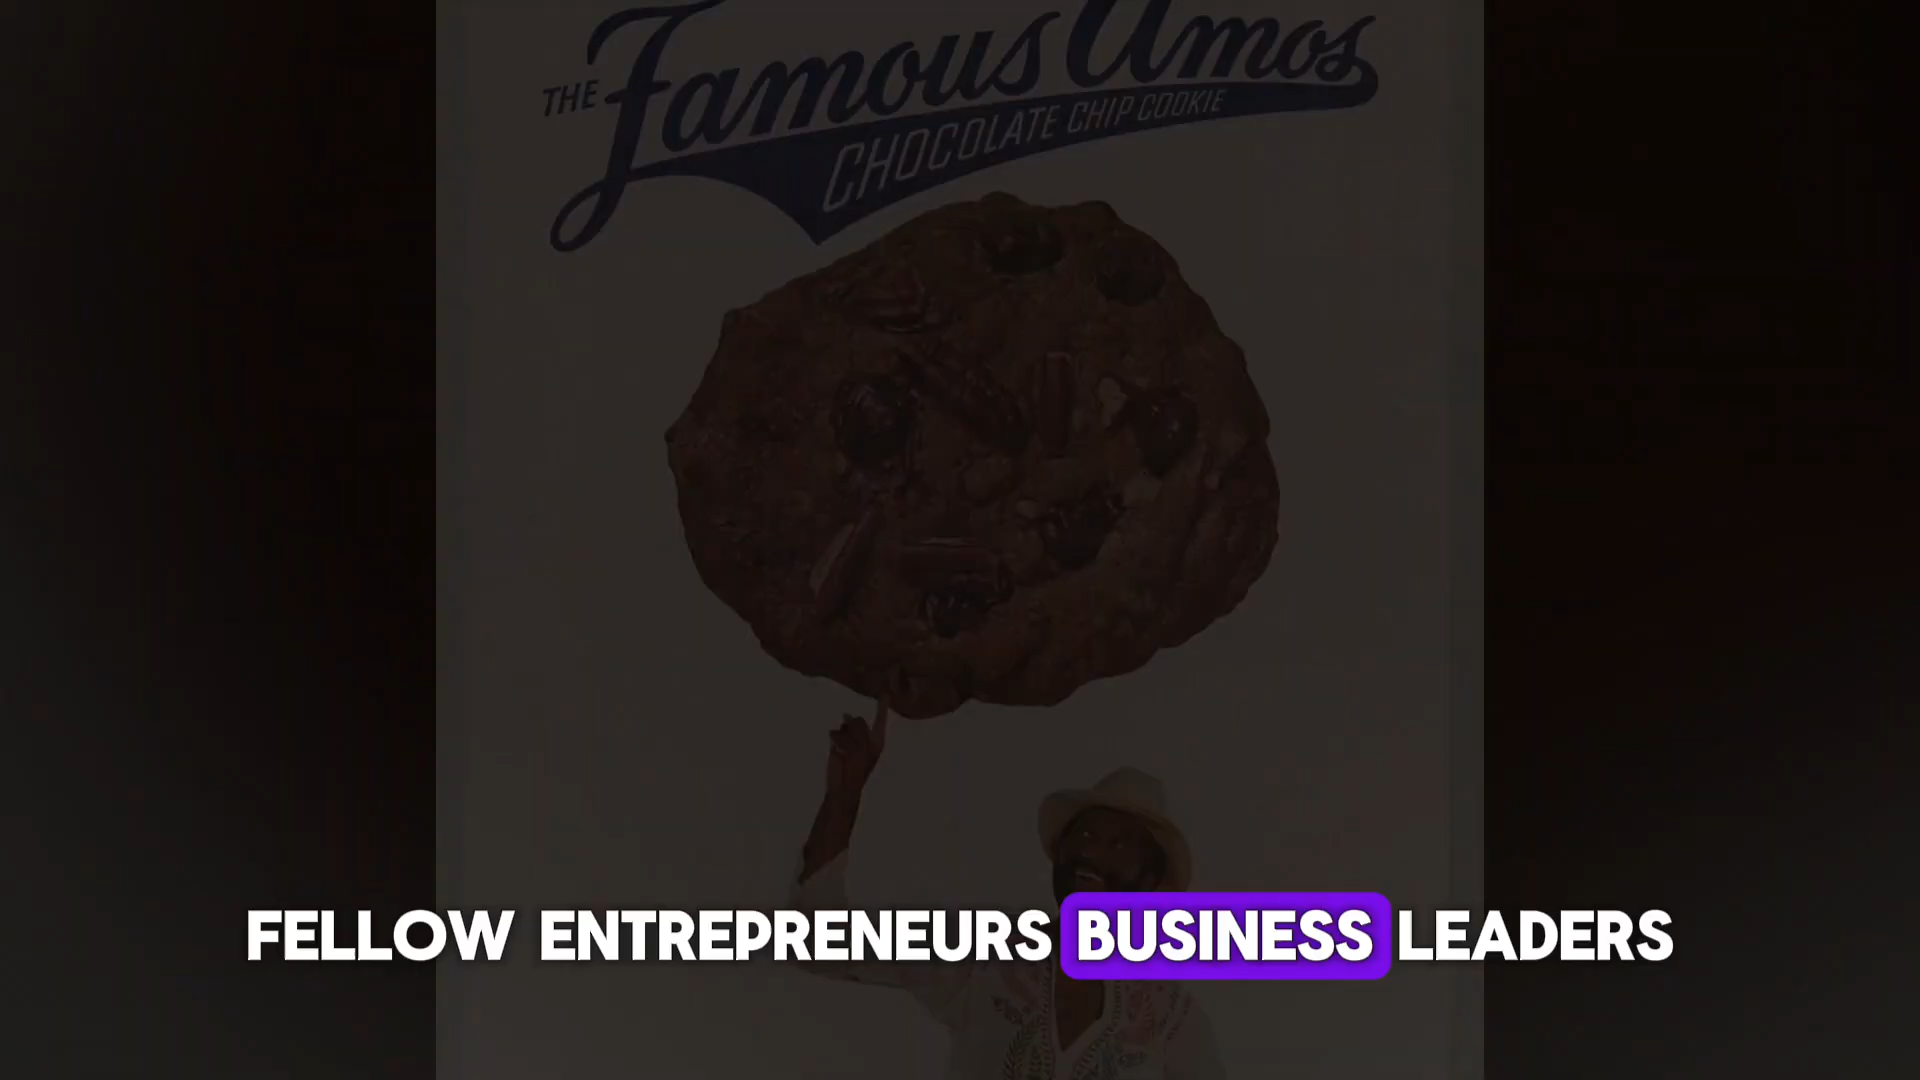 THE Famous Amos
CHOCOLATE CHIP COOKIE
FELLOW ENTREPRENEURS BUSINESS LEADERS